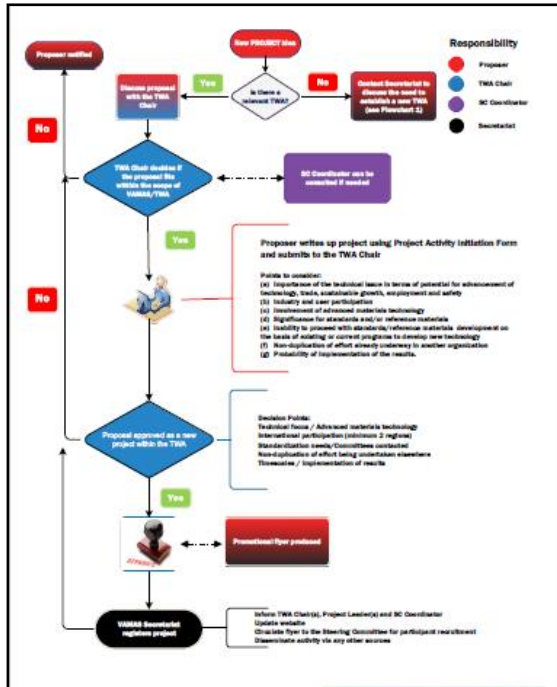 New PROJECT idea
Responsibility
Proposer
TWA Chair
SC Coordinator
Secretariat
Proposer notified
Yes
No
Discuss proposal
with the TWA
Chair
Is there a
relevant TWA?
Contact Secretariat to
discuss the need to
establish a new TWA
(see Flowchart 1)
No
TWA Chair decides if
the proposal fits
within the scope of
VAMAS/TWA
SC Coordinator can be
consulted if needed
Yes
Proposer writes up project using Project Activity Initiation Form
and submits to the TWA Chair
Points to consider:
(a) Importance of the technical issue in terms of potential for advancement of
technology, trade, sustainable growth, employment and safety
(b) Industry and user participation
(c) Involvement of advanced materials technology
(d) Significance for standards and/or reference materials
(e) Inability to proceed with standards/reference materials development on
the basis of existing or current programs to develop new technology
(f) Non-duplication of effort already underway in another organization
(g) Probability of implementation of the results.
No
Proposal approved as a new
project within the TWA
Decision Points:
Technical focus / Advanced materials technology
International participation (minimum 2 regions)
Standardization needs/Committees contacted
Non-duplication of effort being undertaken elsewhere
Timescales / Implementation of results
Yes
Promotional flyer produced
VAMAS Secretariat
registers project
Inform TWA Chair(s), Project Leader(s) and SC Coordinator
Update website
Circulate flyer to the Steering Committee for participant recruitment
Disseminate activity via any other sources